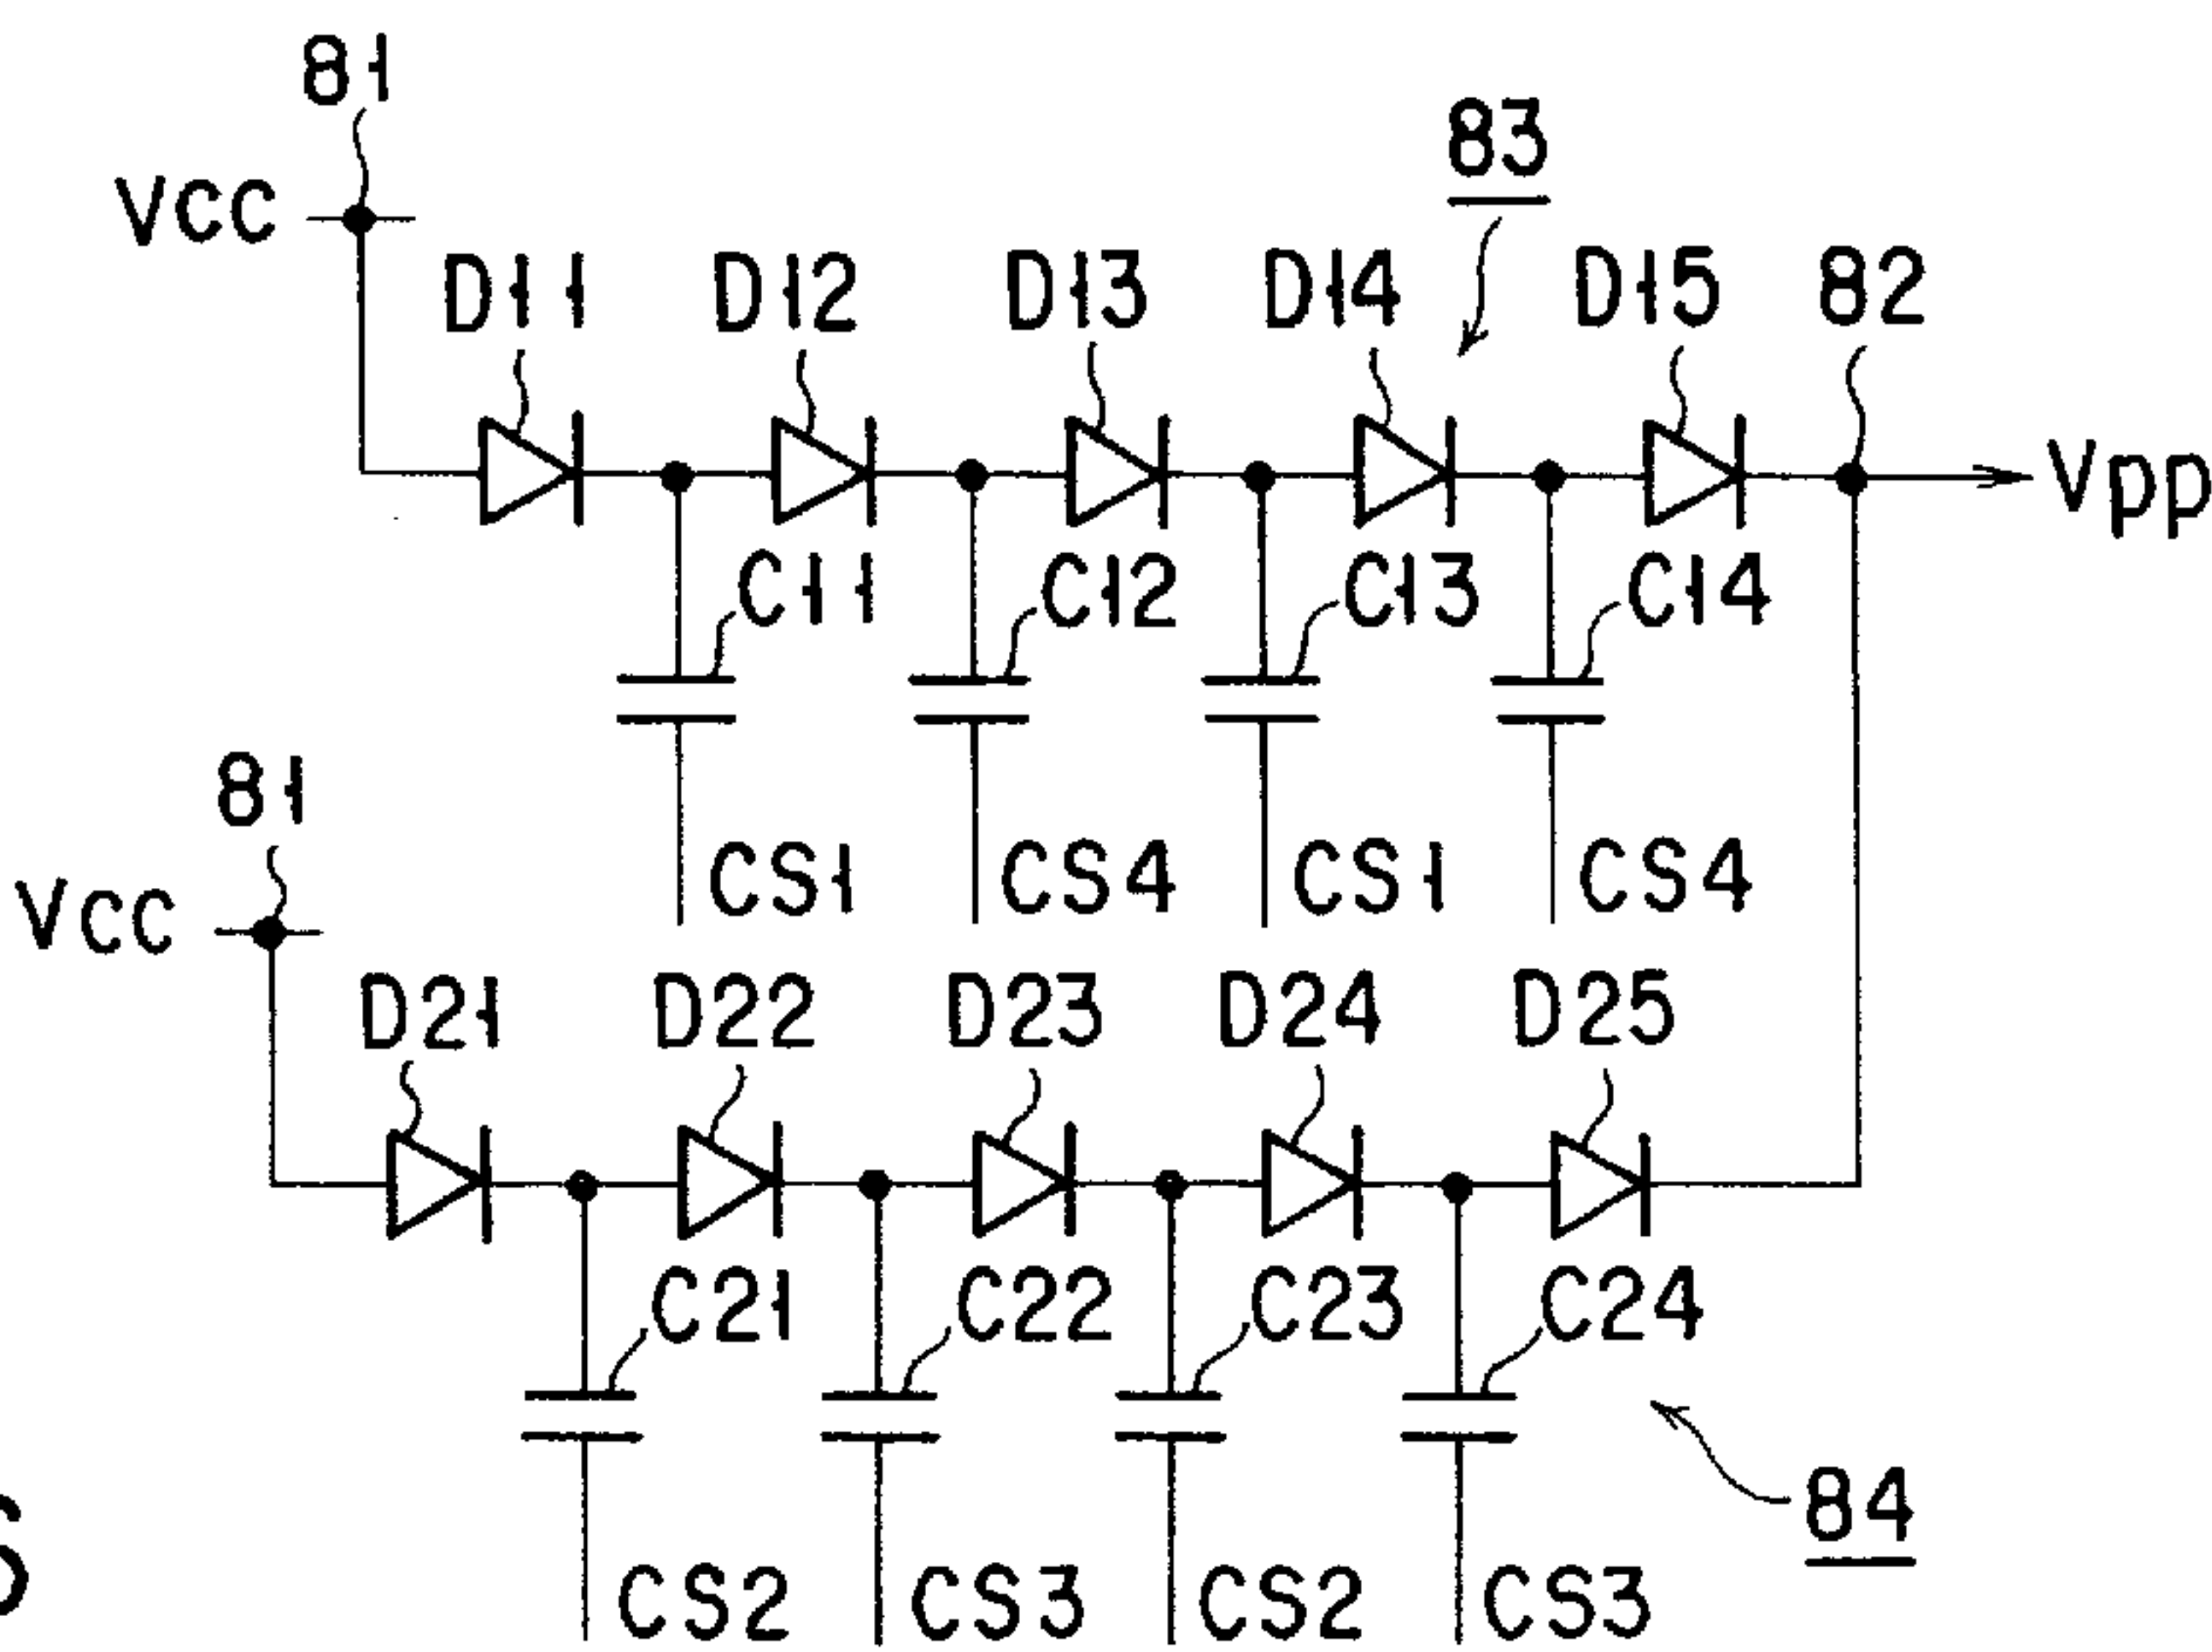 81
83
VCC
D11 D12 D13 D14 D15 82
Vpp
C11 C12 C13 C14
81
CS1 CS4 CS1 CS4
VCC
D21 D22 D23 D24 D25
C21 C22 C23 C24
84
CS2 CS3 CS2 CS3